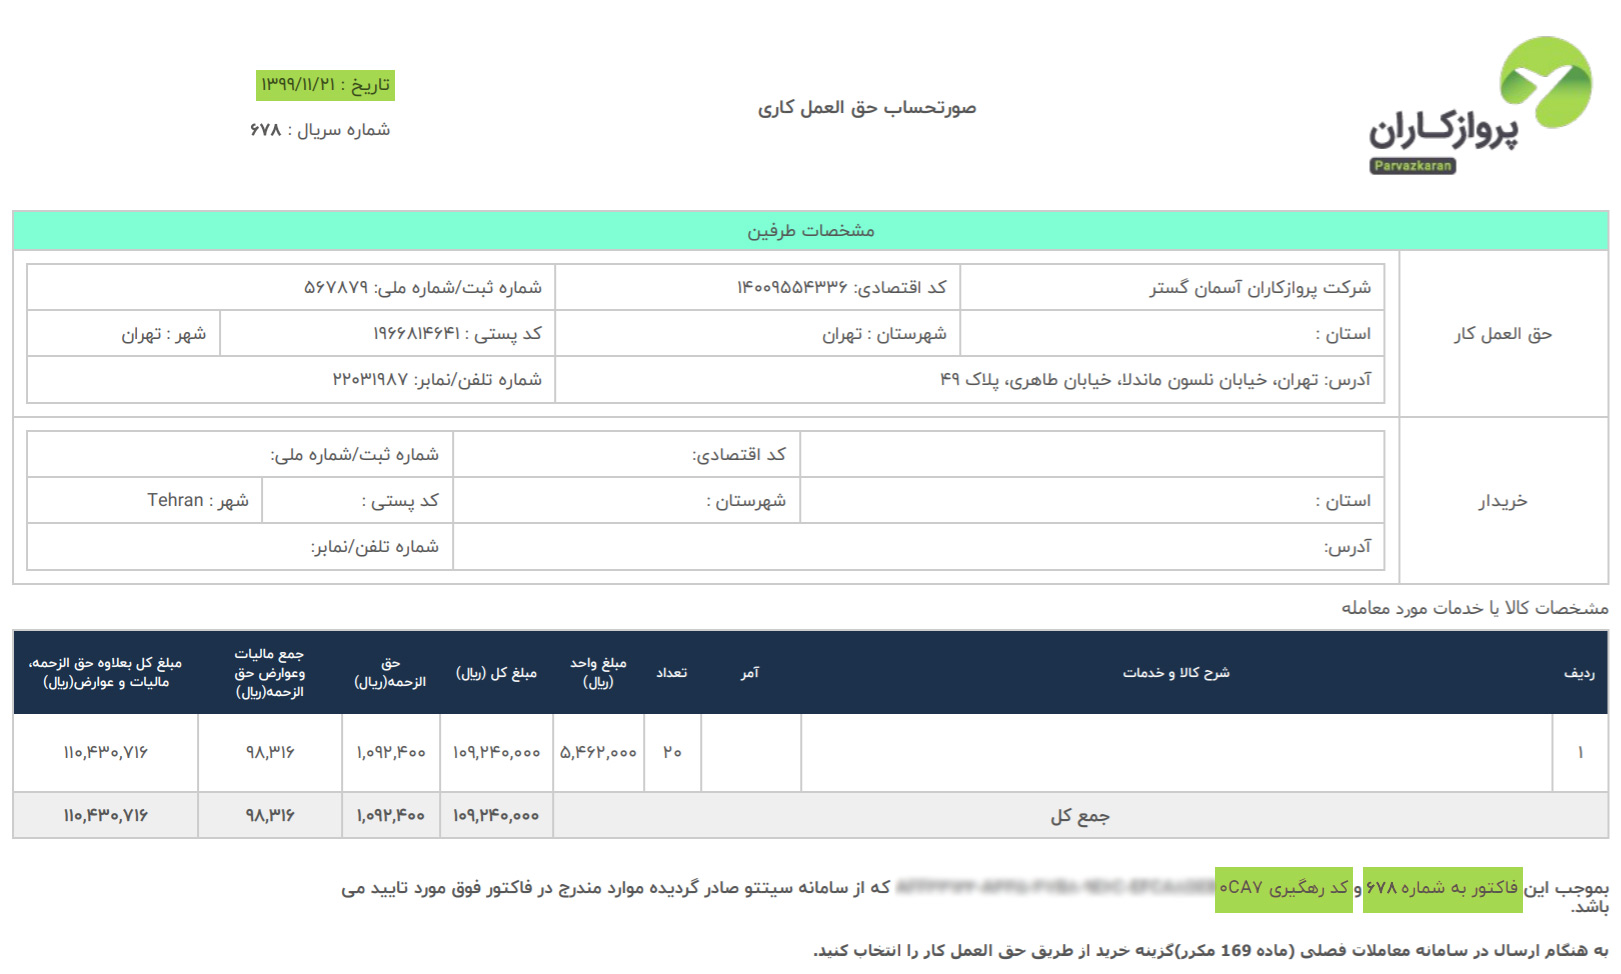 پروازکاران
Parvazkaran
صورتحساب حق العمل کاری
تاریخ : ۱۳۹۹/۱۱/۲۱
شماره سریال : ۶۷۸
مشخصات طرفین
حق العمل کار
شرکت پروازکاران آسمان گستر
کد اقتصادی: ۱۴۰۰۹۵۵۴۳۳۶
شماره ثبت/شماره ملی: ۵۶۷۸۷۹
استان :
شهرستان : تهران
کد پستی : ۱۹۶۶۸۱۴۶۴۱
شهر : تهران
آدرس: تهران، خیابان نلسون ماندلا، خیابان طاهری، پلاک ۴۹
شماره تلفن/نمابر: ۲۲۰۳۱۹۸۷
خریدار
کد اقتصادی:
شماره ثبت/شماره ملی:
استان :
شهرستان :
کد پستی :
شهر : Tehran
آدرس:
شماره تلفن/نمابر:
مشخصات کالا یا خدمات مورد معامله
ردیف
شرح کالا و خدمات
آمر
تعداد
مبلغ واحد
(ریال)
مبلغ کل (ریال)
حق
الزحمه(ریال)
جمع مالیات
وعوارض حق
الزحمه(ریال)
مبلغ کل بعلاوه حق الزحمه،
مالیات و عوارض(ریال)
۱
۲۰
۵,۴۶۲,۰۰۰
۱۰۹,۲۴۰,۰۰۰
۱,۰۹۲,۴۰۰
۹۸,۳۱۶
۱۱۰,۴۳۰,۷۱۶
جمع کل
۱۰۹,۲۴۰,۰۰۰
۱,۰۹۲,۴۰۰
۹۸,۳۱۶
۱۱۰,۴۳۰,۷۱۶
بموجب این فاکتور به شماره ۶۷۸ و کد رهگیری ۰CA۷ که از سامانه سیتتو صادر گردیده موارد مندرج در فاکتور فوق مورد تایید می
باشد.
به هنگام ارسال در سامانه معاملات فصلی (ماده 169 مکرر)گزینه خرید از طریق حق العمل کار را انتخاب کنید.